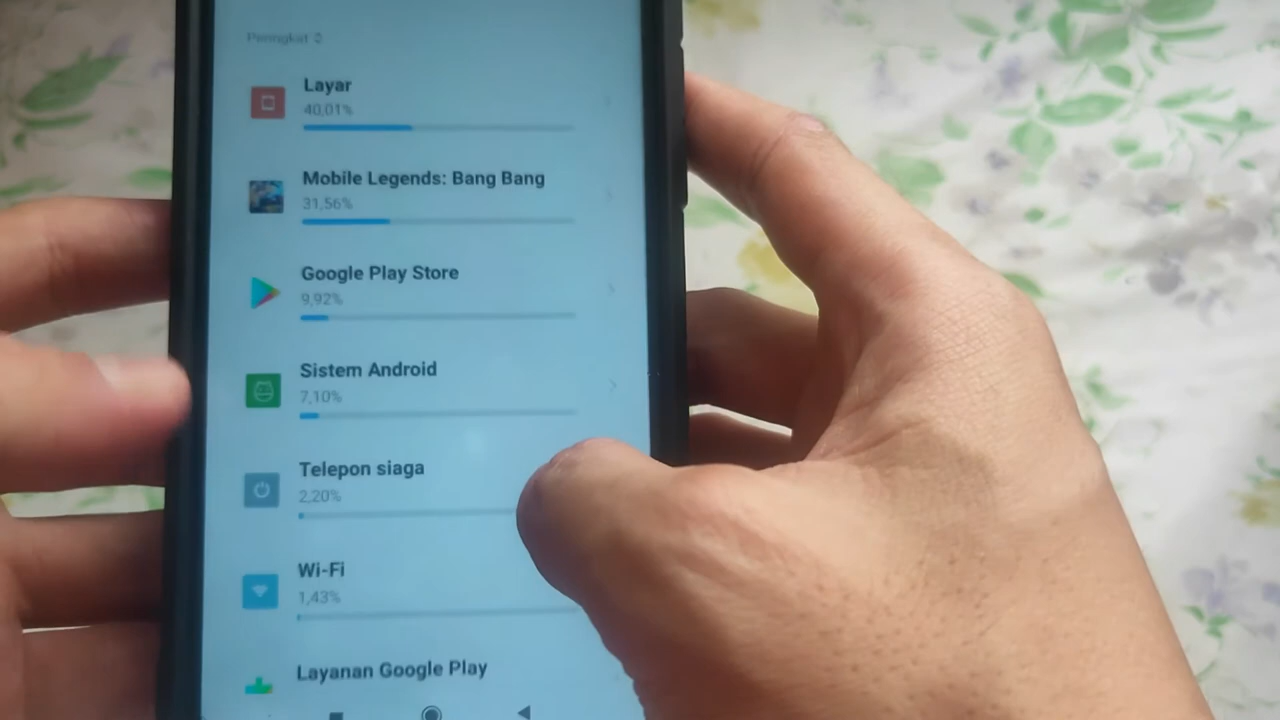 Peringkat
Layar
40,01%
Mobile Legends: Bang Bang
31,56%
Google Play Store
9,92%
Sistem Android
7,10%
Telepon siaga
2,20%
Wi-Fi
1,43%
Layanan Google Play